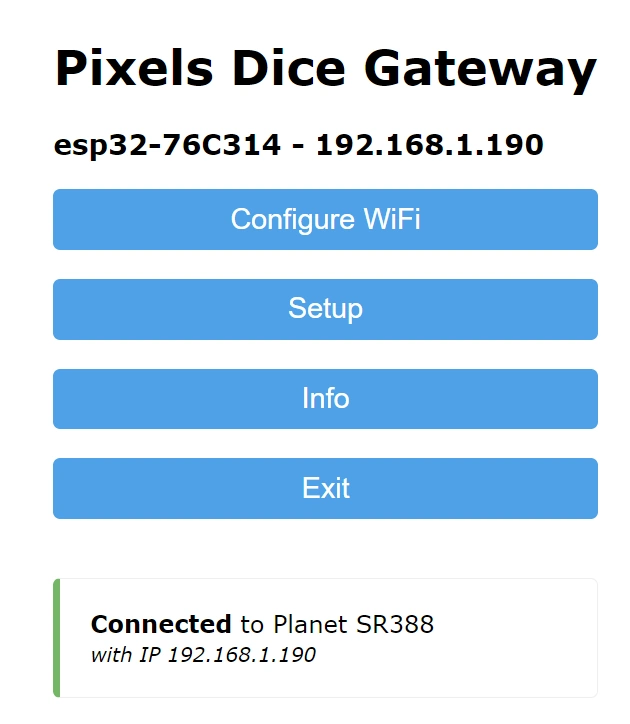 Pixels Dice Gateway
esp32-76C314 - 192.168.1.190
Configure WiFi
Setup
Info
Exit
Connected to Planet SR388
with IP 192.168.1.190